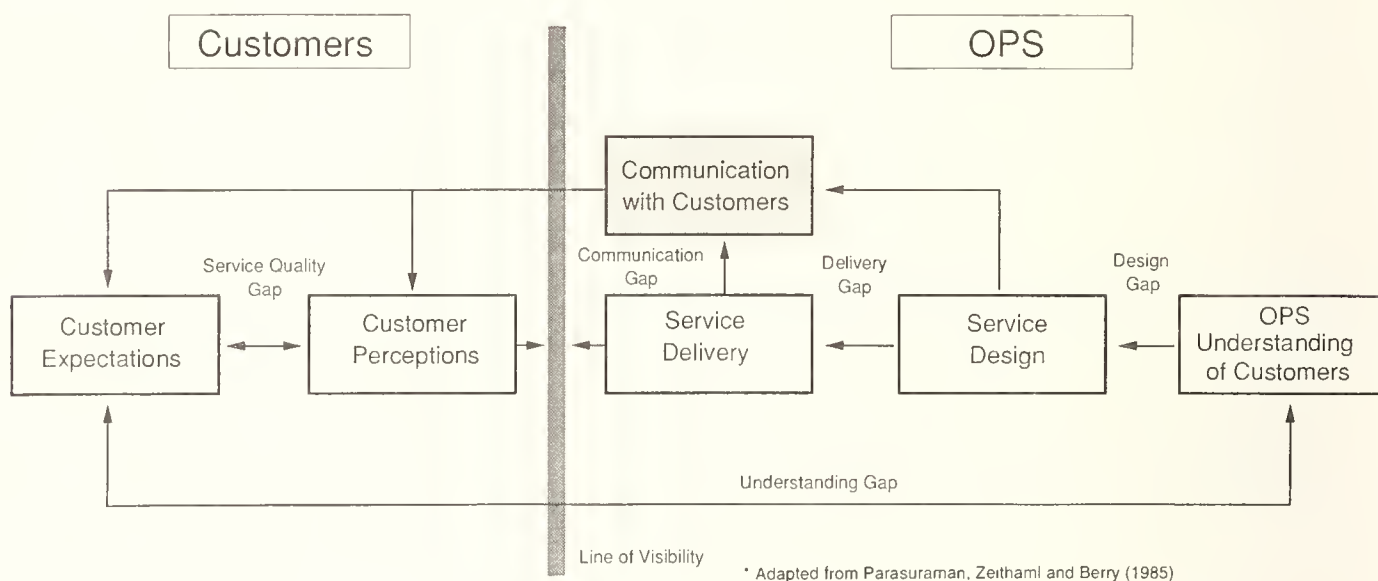 Customers
OPS
Communication
with Customers
Service Quality
Gap
Communication
Gap
Delivery
Gap
Design
Gap
Customer
Expectations
Customer
Perceptions
Service
Delivery
Service
Design
OPS
Understanding
of Customers
Understanding Gap
Line of Visibility
* Adapted from Parasuraman, Zeithaml and Berry (1985)